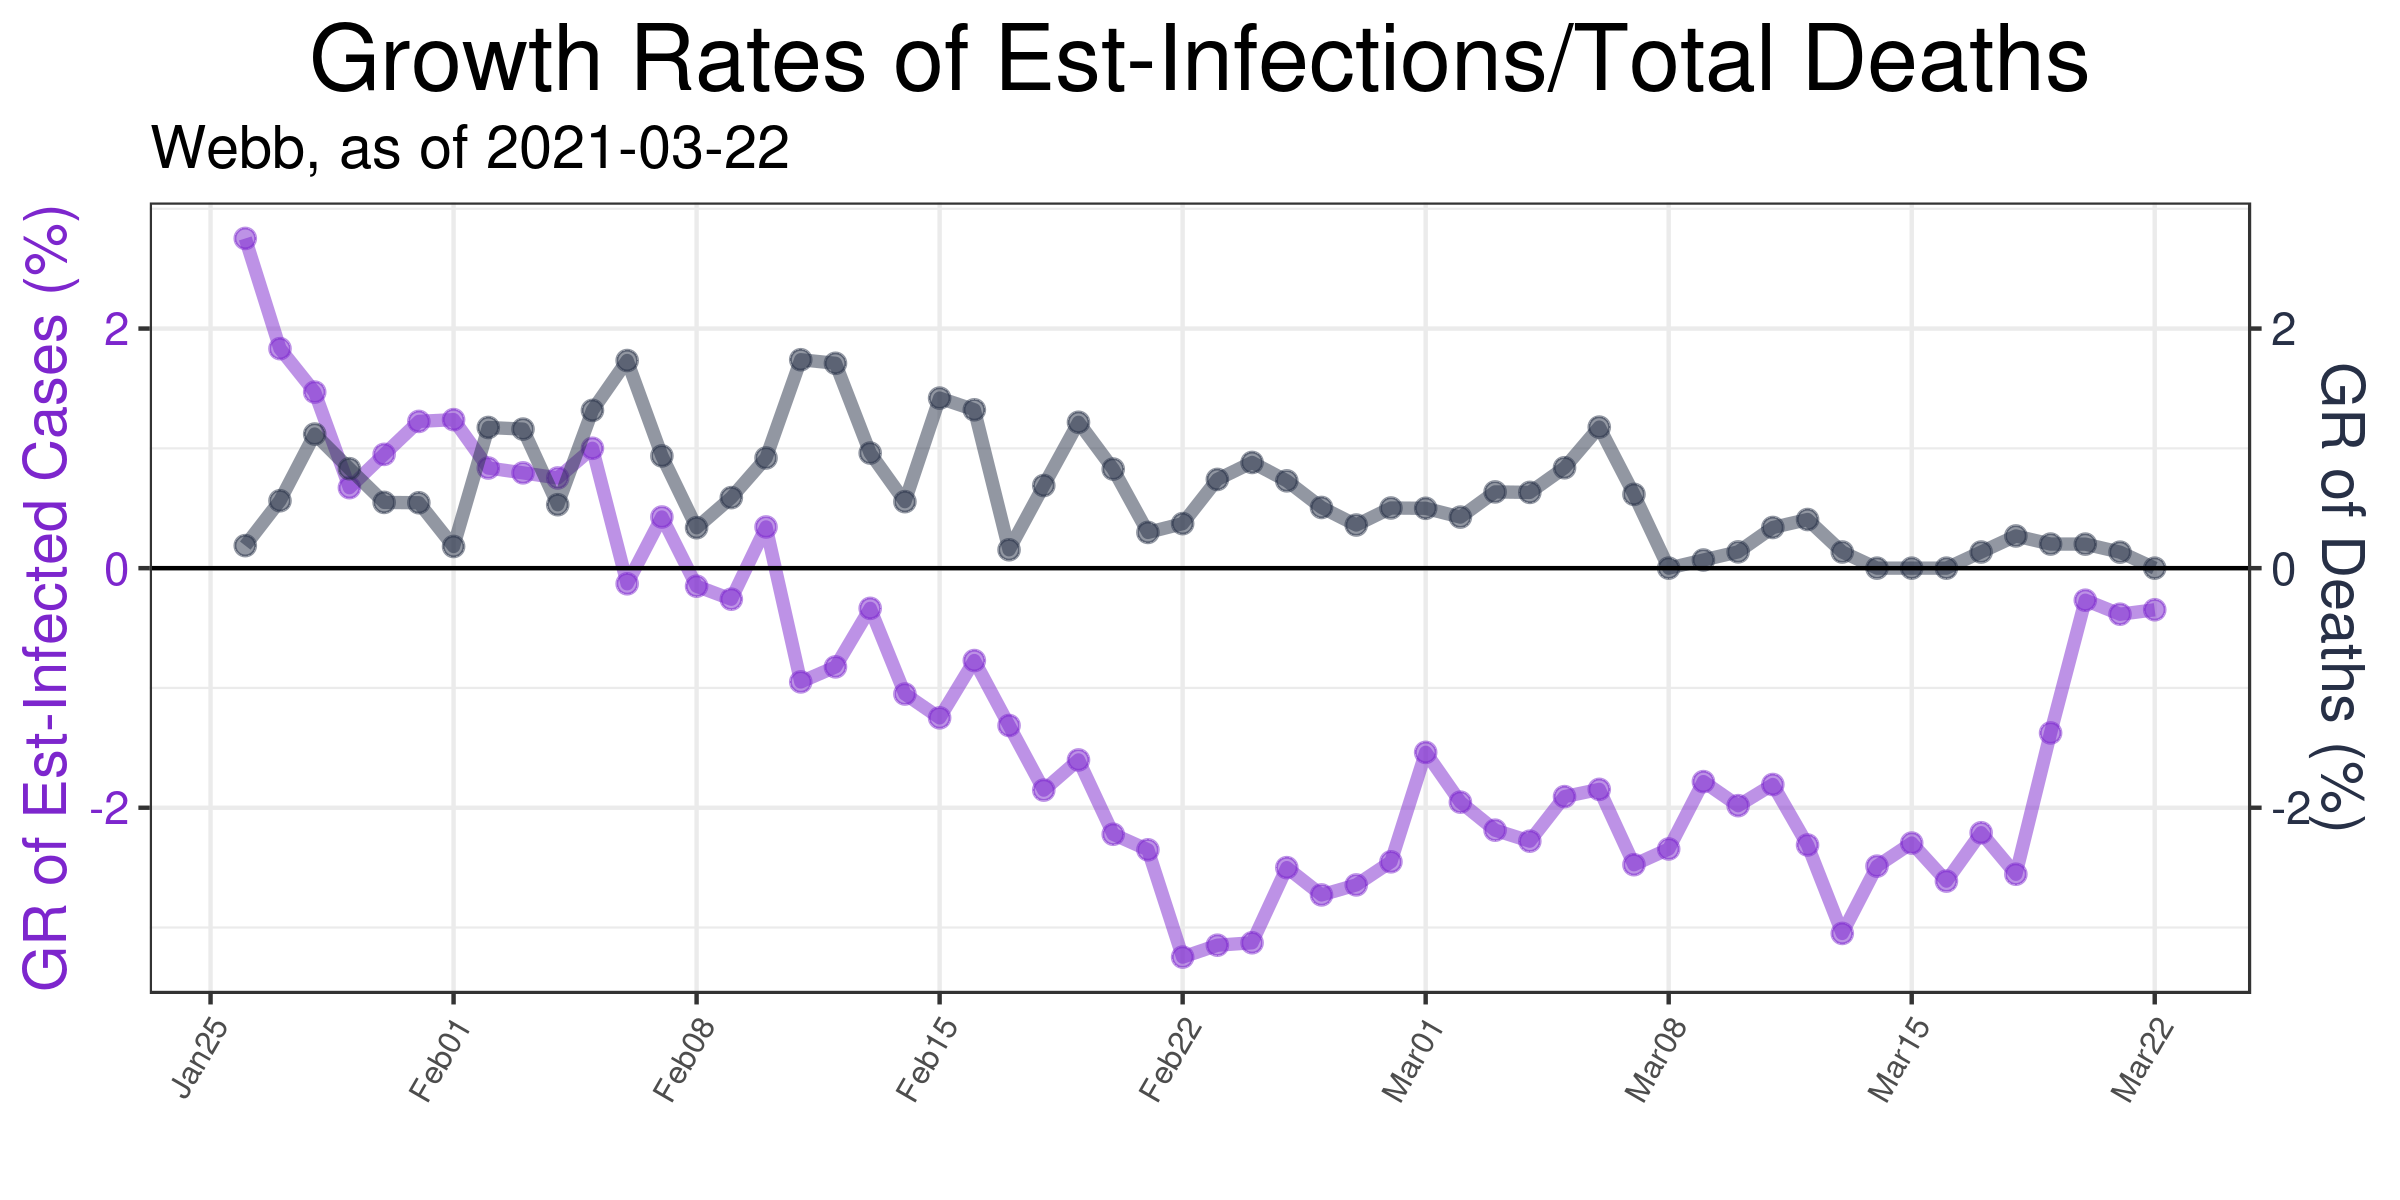 Growth Rates of Est-Infections/Total Deaths
Webb, as of 2021-03-22
GR of Est-Infected Cases (%)
2
0
-2
2
0
-2
GR of Deaths (%)
Jan25
Feb01
Feb08
Feb15
Feb22
Mar01
Mar08
Mar15
Mar22